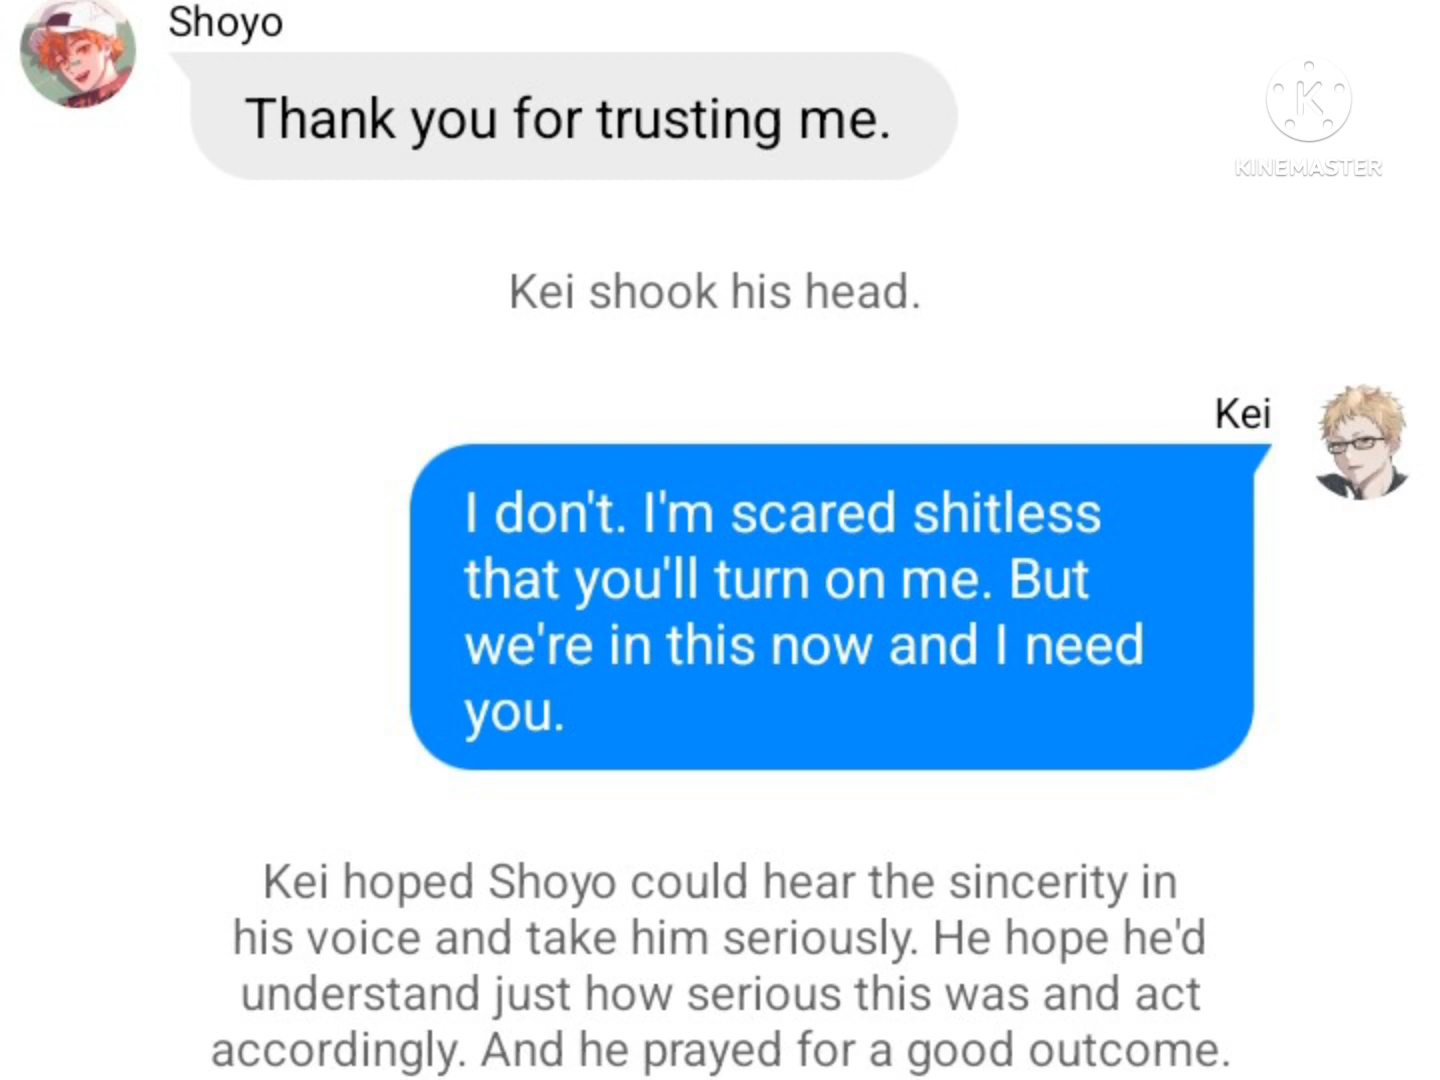 Shoyo
Thank you for trusting me.
KINEMASTER
Kei shook his head.
Kei
I don't. I'm scared shitless
that you'll turn on me. But
we're in this now and I need
you.
Kei hoped Shoyo could hear the sincerity in
his voice and take him seriously. He hope he'd
understand just how serious this was and act
accordingly. And he prayed for a good outcome.